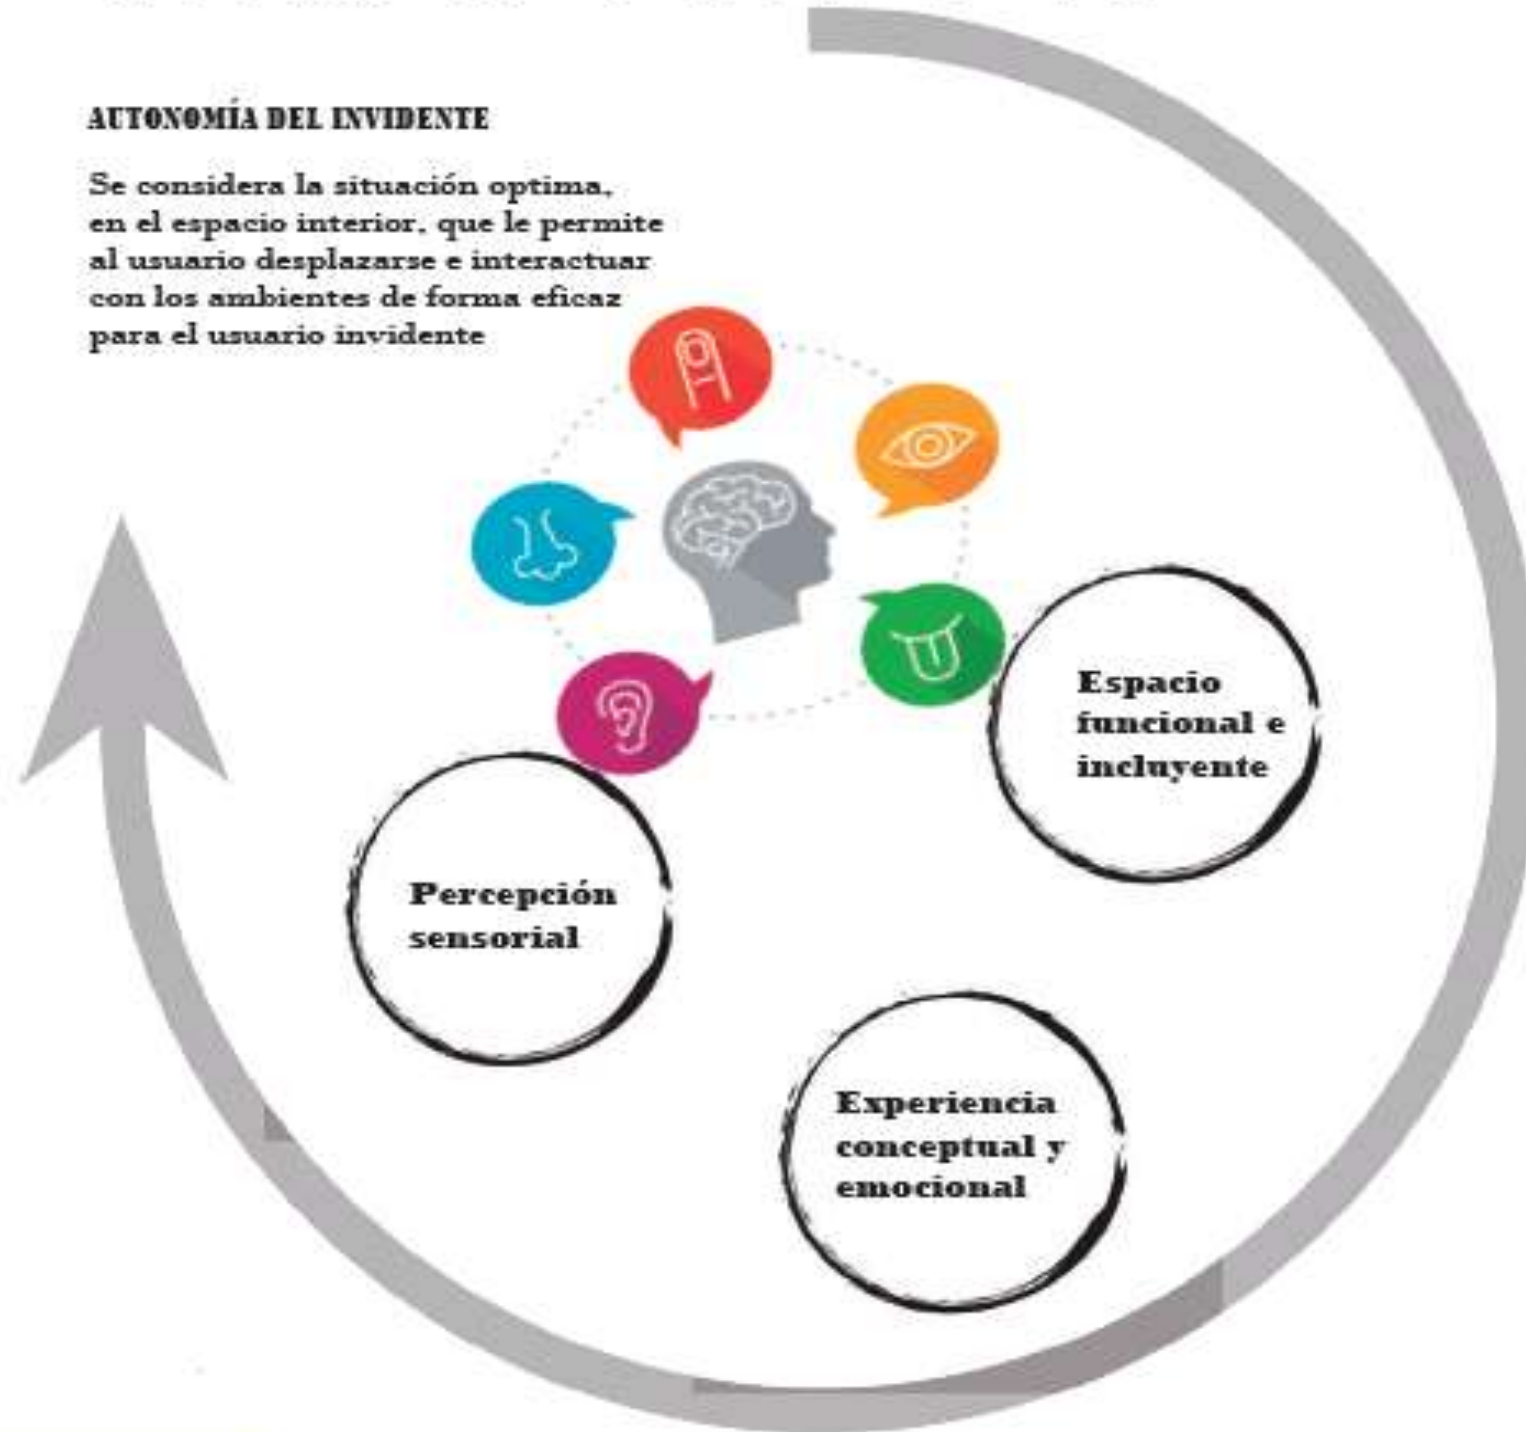 AUTONOMÍA DEL INVIDENTE
Se considera la situación optima,
en el espacio interior, que le permite
al usuario desplazarse e interactuar
con los ambientes de forma eficaz
para el usuario invidente
Espacio
funcional e
incluyente
Percepción
sensorial
Experiencia
conceptual y
emocional